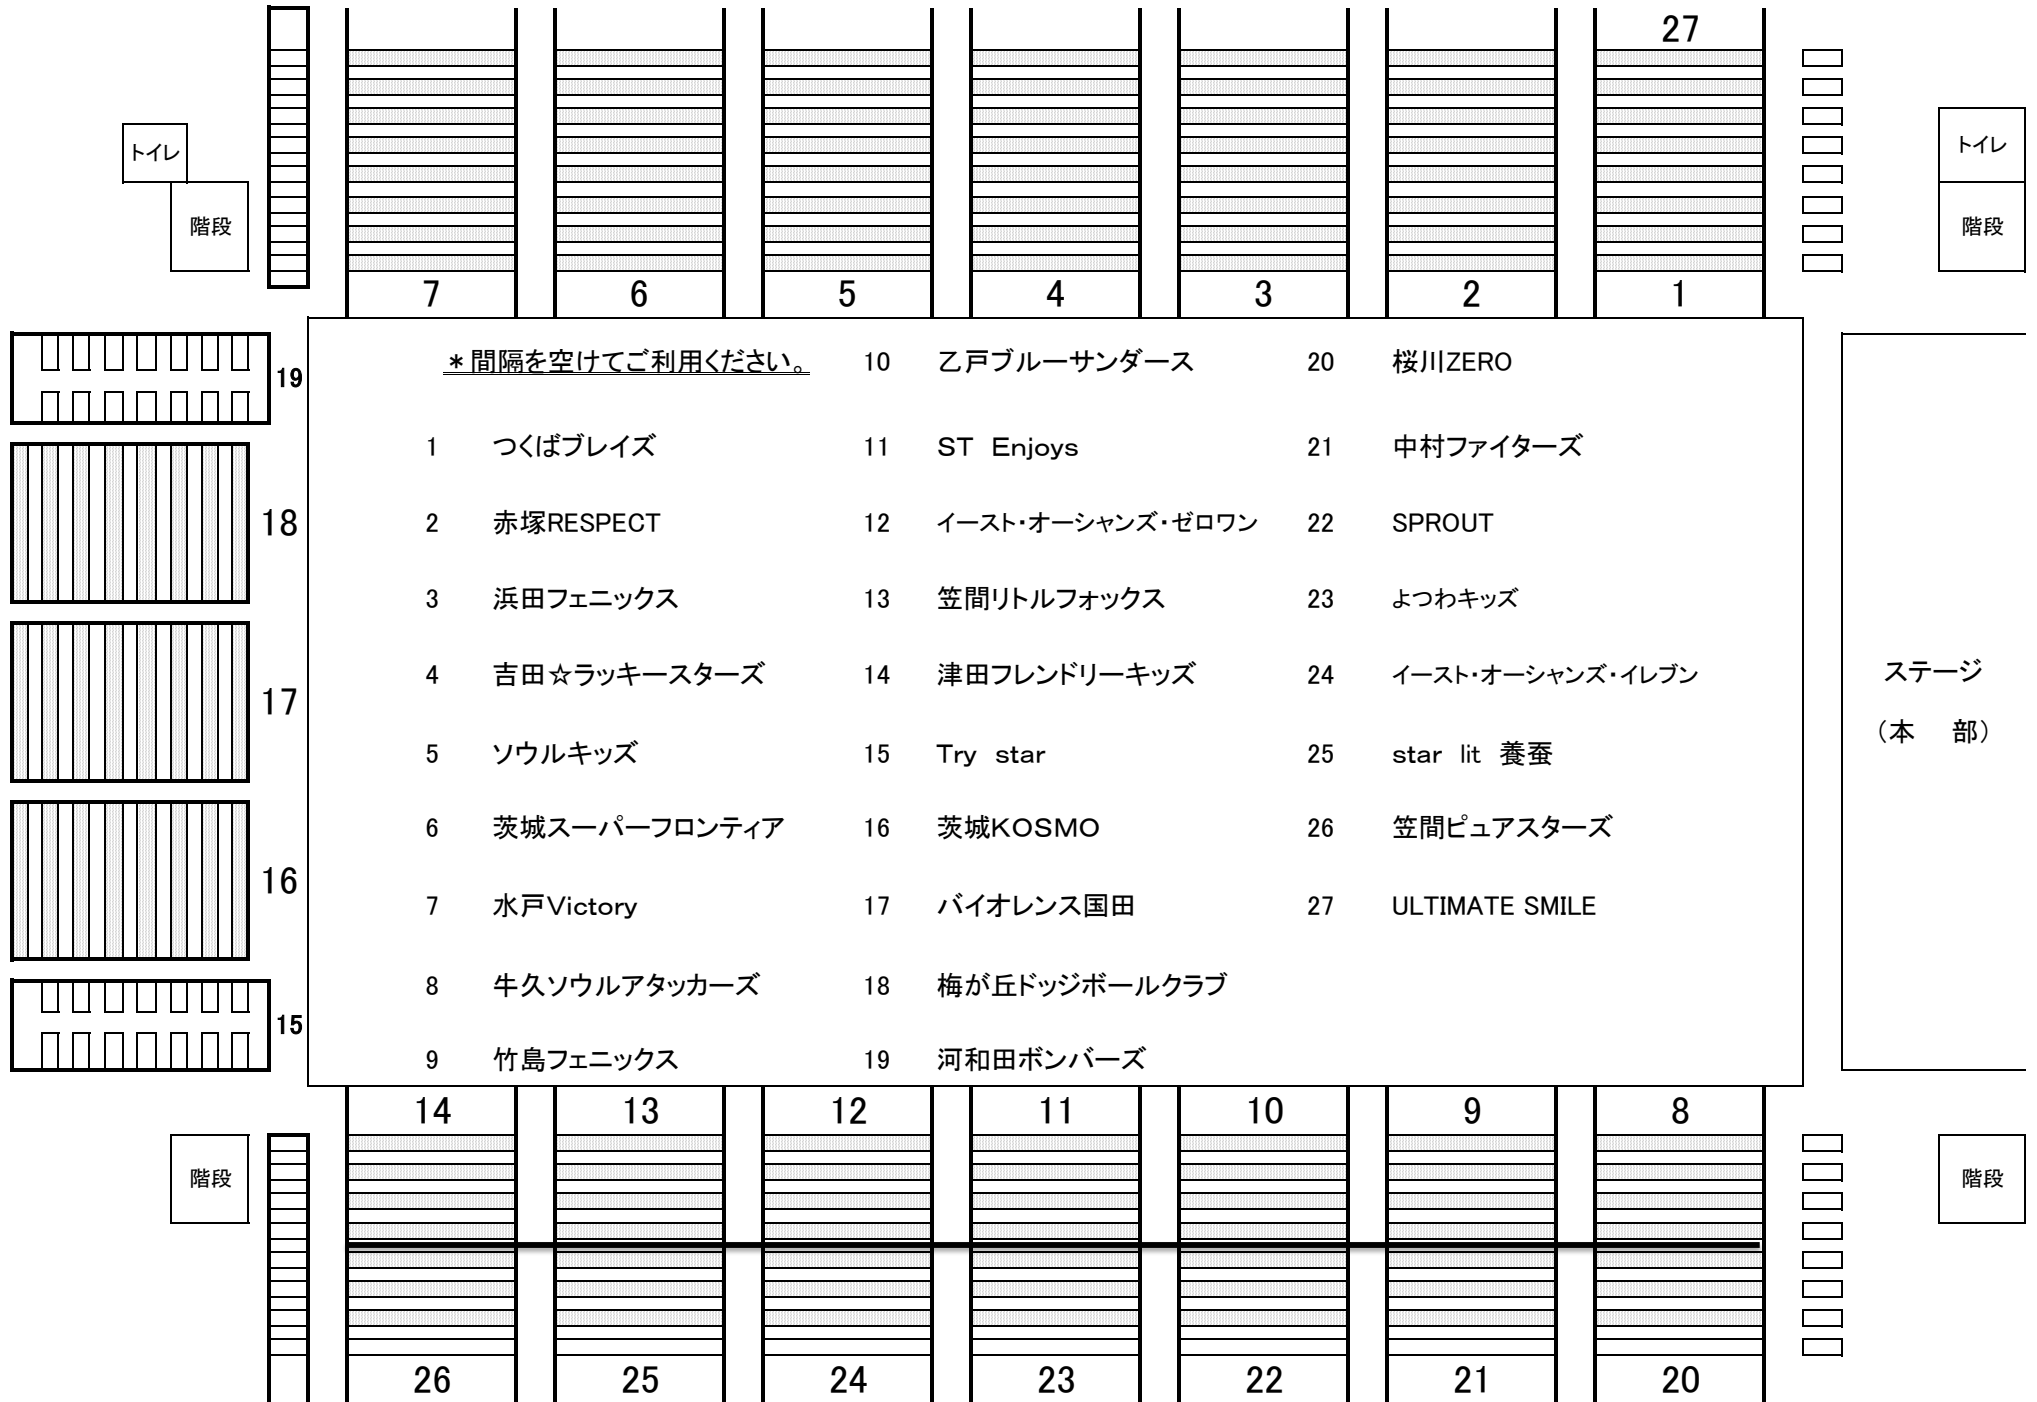 27
トイレ
トイレ
階段
階段
7 6 5 4 3 2 1
＊間隔を空けてご利用ください。 10 乙戸ブルーサンダース 20 桜川ZERO
19
1 つくばブレイズ 11 ST Enjoys 21 中村ファイターズ
18
2 赤塚RESPECT 12 イースト・オーシャンズ・ゼロワン 22 SPROUT
3 浜田フェニックス 13 笠間リトルフォックス 23 よつわキッズ
4 吉田☆ラッキースターズ 14 津田フレンドリーキッズ 24 イースト・オーシャンズ・イレブン
ステージ
17
（本 部）
5 ソウルキッズ 15 Try star 25 star lit 養蚕
6 茨城スーパーフロンティア 16 茨城KOSMO 26 笠間ピュアスターズ
16
7 水戸Victory 17 バイオレンス国田 27 ULTIMATE SMILE
8 牛久ソウルアタッカーズ 18 梅が丘ドッジボールクラブ
15
9 竹島フェニックス 19 河和田ボンバーズ
14 13 12 11 10 9 8
階段
階段
26 25 24 23 22 21 20